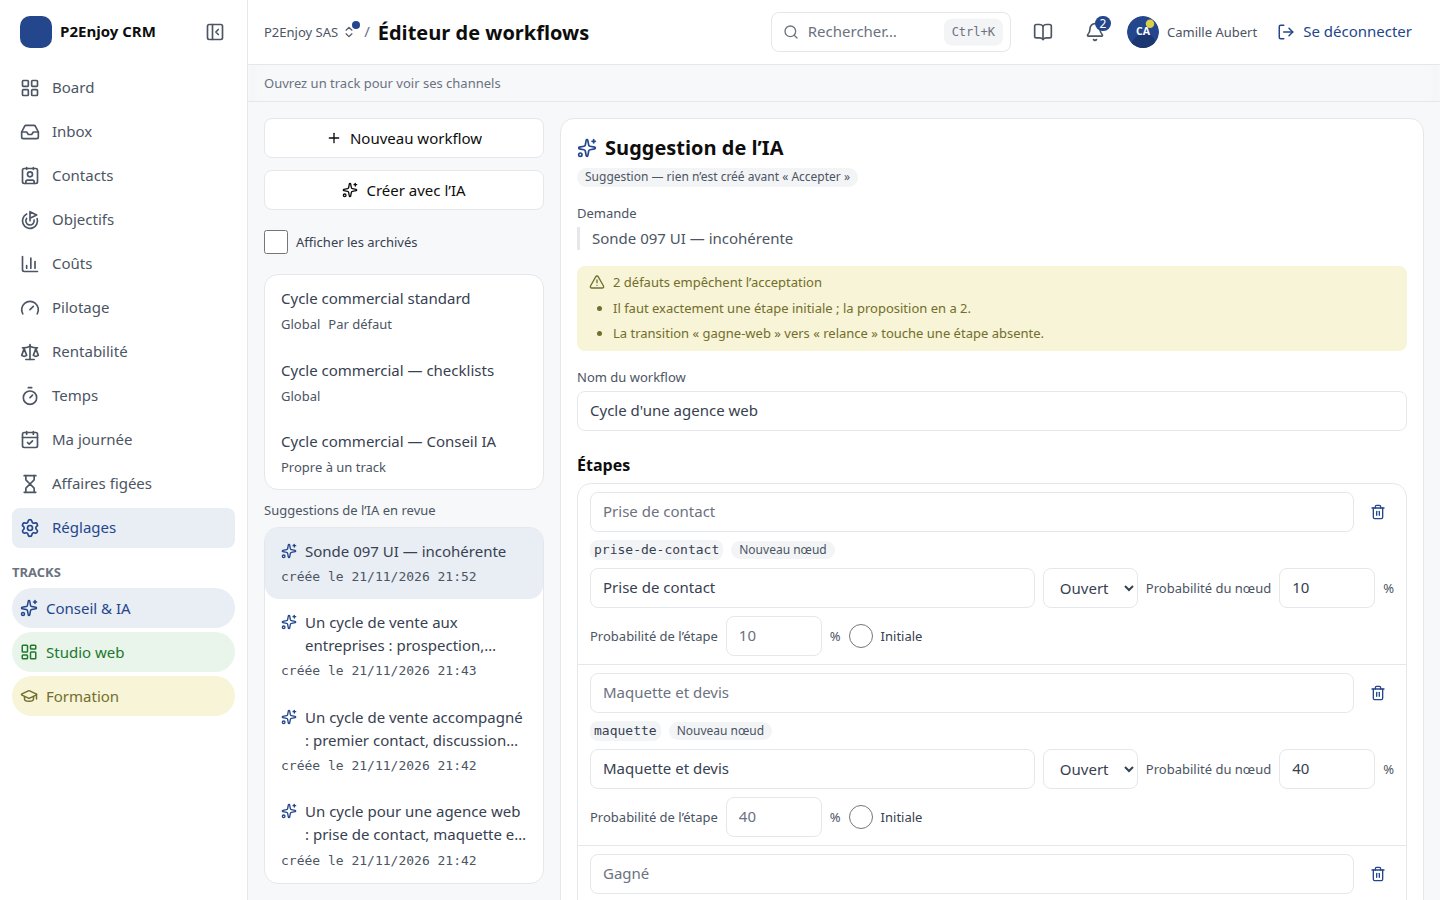 P2Enjoy CRM
Board
Inbox
Contacts
Objectifs
Coûts
Pilotage
Rentabilité
Temps
Ma journée
Affaires figées
Réglages
TRACKS
Conseil & IA
Studio web
Formation
P2Enjoy SAS / Éditeur de workflows
Rechercher... Ctrl+K
2
CA Camille Aubert
Se déconnecter
Ouvrez un track pour voir ses channels
Nouveau workflow
Créer avec l'IA
Afficher les archivés
Cycle commercial standard
Global Par défaut
Cycle commercial — checklists
Global
Cycle commercial — Conseil IA
Propre à un track
Suggestions de l'IA en revue
Sonde 097 UI — incohérente
créée le 21/11/2026 21:52
Un cycle de vente aux
entreprises : prospection,...
créée le 21/11/2026 21:43
Un cycle de vente accompagné
: premier contact, discussion...
créée le 21/11/2026 21:42
Un cycle pour une agence web
: prise de contact, maquette e...
créée le 21/11/2026 21:42
Suggestion de l'IA
Suggestion — rien n'est créé avant « Accepter »
Demande
Sonde 097 UI — incohérente
2 défauts empêchent l'acceptation
Il faut exactement une étape initiale ; la proposition en a 2.
La transition « gagne-web » vers « relance » touche une étape absente.
Nom du workflow
Cycle d'une agence web
Étapes
Prise de contact
prise-de-contact Nouveau nœud
Prise de contact Ouvert Probabilité du nœud 10 %
Probabilité de l'étape 10 % Initiale
Maquette et devis
maquette Nouveau nœud
Maquette et devis Ouvert Probabilité du nœud 40 %
Probabilité de l'étape 40 % Initiale
Gagné